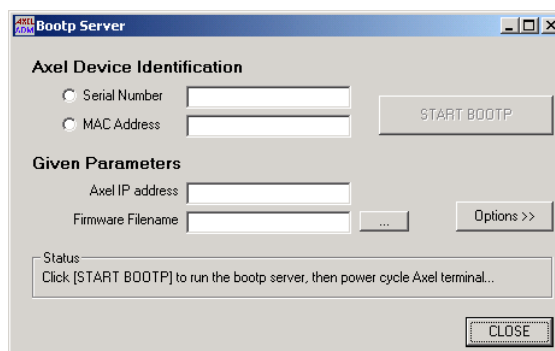 AXEL ADM Bootp Server
Axel Device Identification
Serial Number
MAC Address
START BOOTP
Given Parameters
Axel IP address
Firmware Filename
...
Options >>
Status
Click [START BOOTP] to run the bootp server, then power cycle Axel terminal...
CLOSE